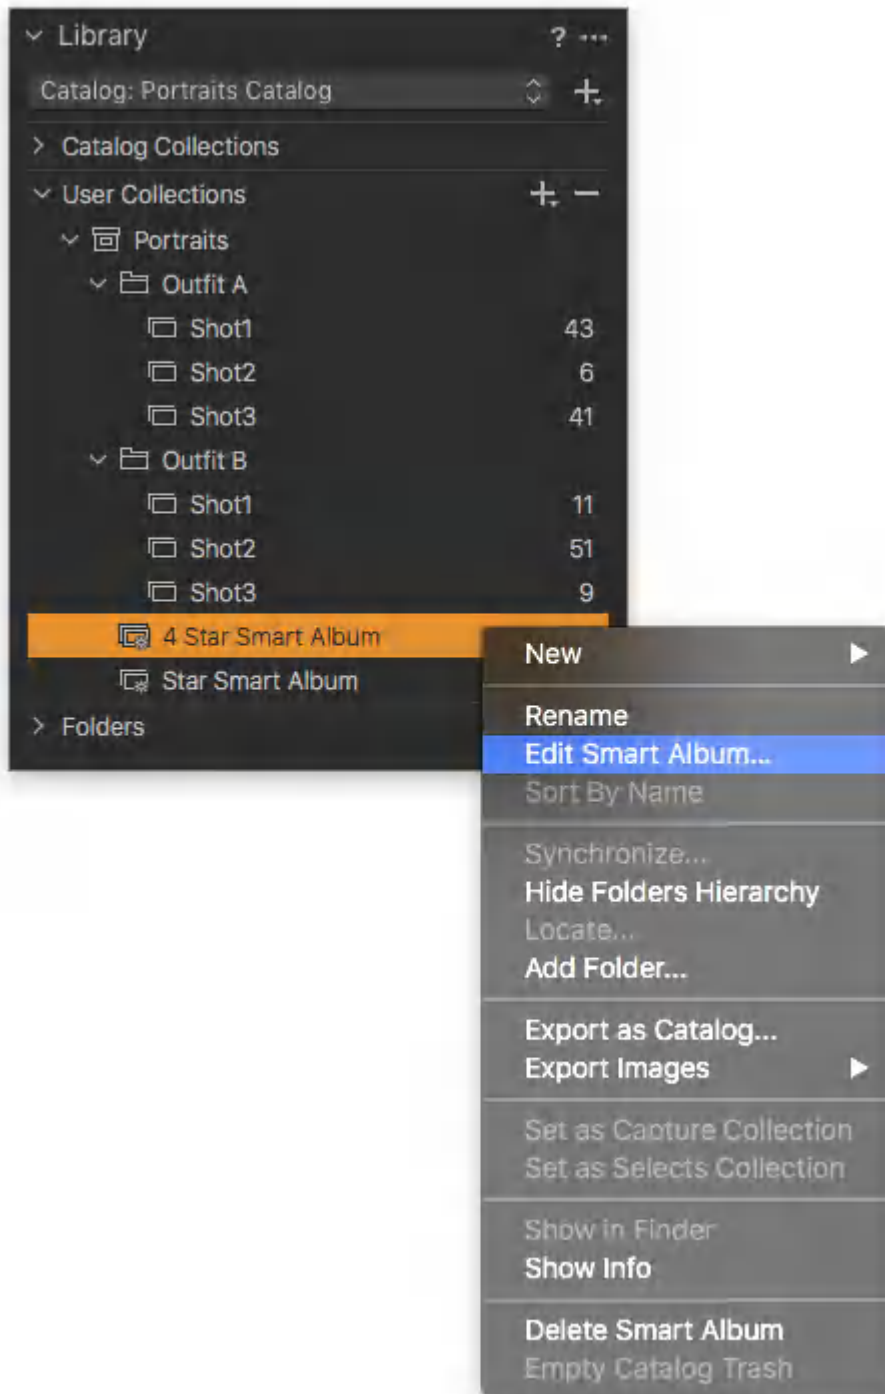 Library ? ...
Catalog: Portraits Catalog
Catalog Collections
User Collections
Portraits
Outfit A
Shot1 43
Shot2 6
Shot3 41
Outfit B
Shot1 11
Shot2 51
Shot3 9
4 Star Smart Album
Star Smart Album
Folders
New
Rename
Edit Smart Album...
Sort By Name
Synchronize...
Hide Folders Hierarchy
Locate...
Add Folder...
Export as Catalog...
Export Images
Set as Capture Collection
Set as Selects Collection
Show in Finder
Show Info
Delete Smart Album
Empty Catalog Trash